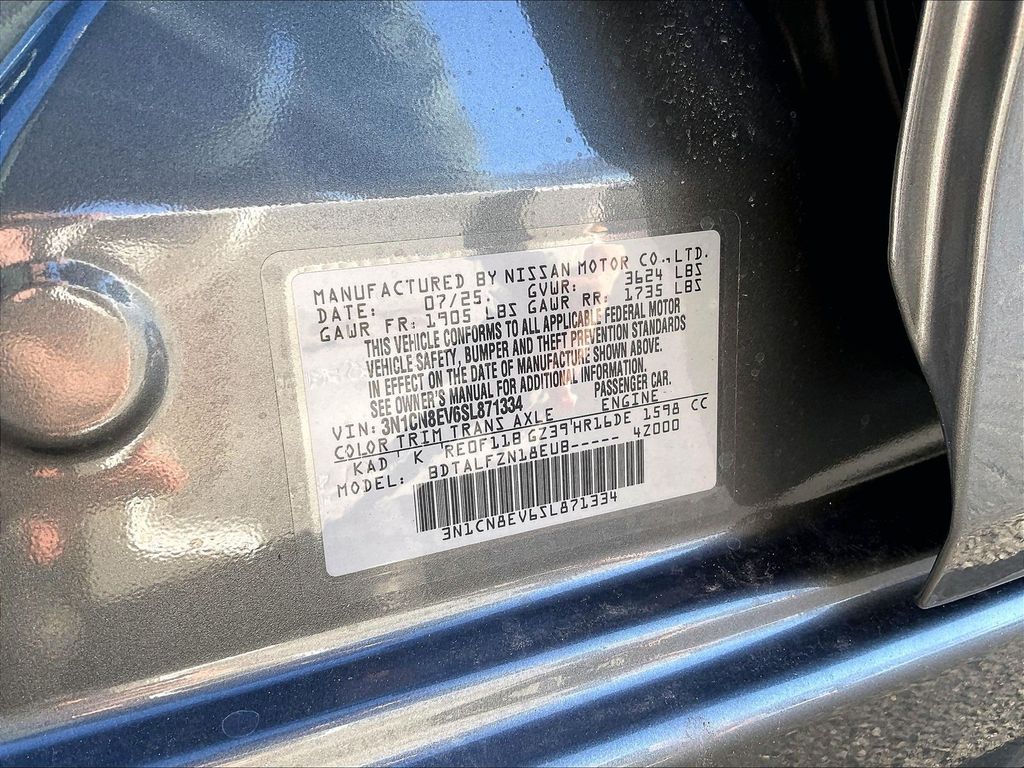 MANUFACTURED BY NISSAN MOTOR CO.,LTD.
DATE: 07/25. GVWR: 3624 LBS
GAWR FR: 1905 LBS GAWR RR: 1735 LBS
THIS VEHICLE CONFORMS TO ALL APPLICABLE FEDERAL MOTOR
VEHICLE SAFETY, BUMPER AND THEFT PREVENTION STANDARDS
IN EFFECT ON THE DATE OF MANUFACTURE SHOWN ABOVE.
SEE OWNER'S MANUAL FOR ADDITIONAL INFORMATION.
VIN: 3N1CN8EV6SL871334 PASSENGER CAR.
COLOR TRIM TRANS AXLE ENGINE
KAD K RE0F11B GZ39 HR16DE 1598 CC
MODEL: BDTALFZN18EUB----- 4Z000
3N1CN8EV6SL871334